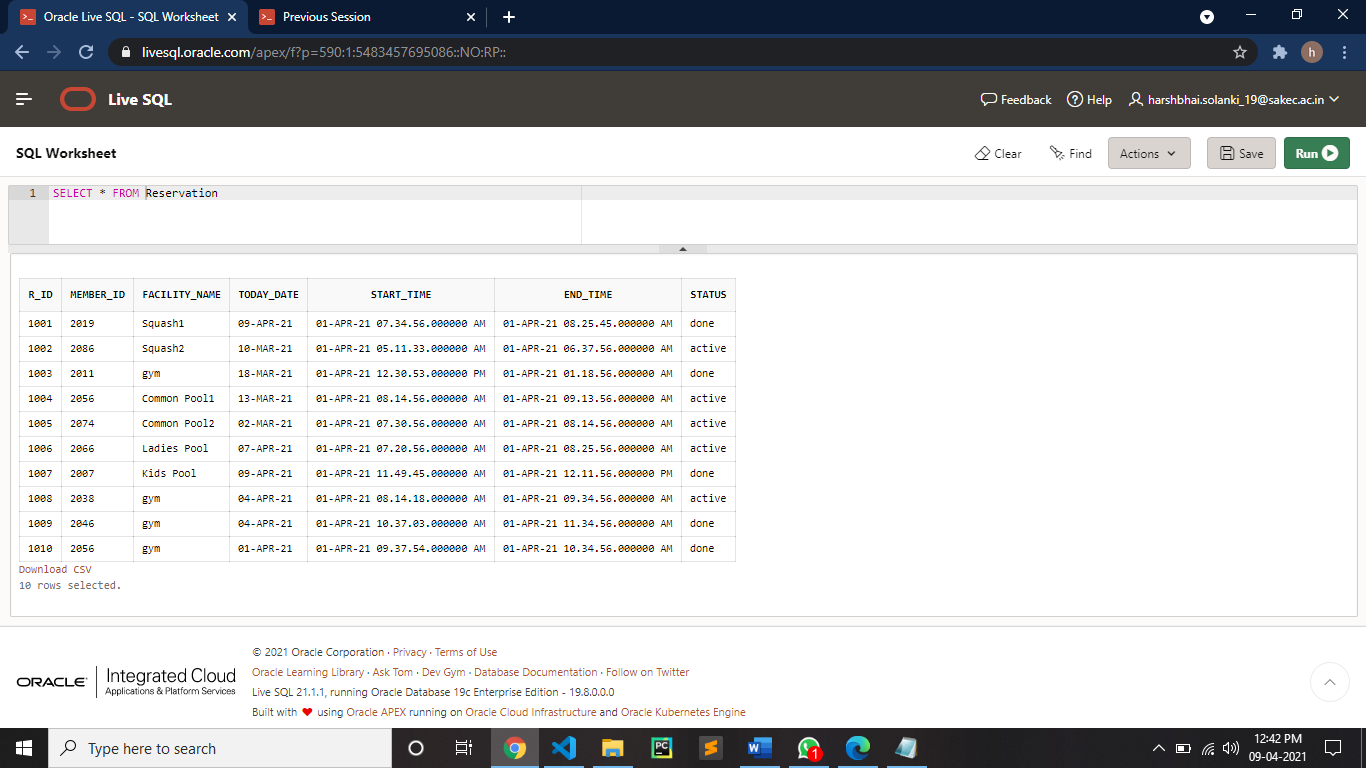 Oracle Live SQL - SQL Worksheet
Previous Session
livesql.oracle.com/apex/f?p=590:1:5483457695086::NO:RP::
h
Live SQL
Feedback
Help
harshbhai.solanki_19@sakec.ac.in
SQL Worksheet
Clear
Find
Actions
Save
Run
1 SELECT * FROM Reservation
R_ID MEMBER_ID FACILITY_NAME TODAY_DATE START_TIME END_TIME STATUS
1001 2019 Squash1 09-APR-21 01-APR-21 07.34.56.000000 AM 01-APR-21 08.25.45.000000 AM done
1002 2086 Squash2 10-MAR-21 01-APR-21 05.11.33.000000 AM 01-APR-21 06.37.56.000000 AM active
1003 2011 gym 18-MAR-21 01-APR-21 12.30.53.000000 PM 01-APR-21 01.18.56.000000 AM done
1004 2056 Common Pool1 13-MAR-21 01-APR-21 08.14.56.000000 AM 01-APR-21 09.13.56.000000 AM active
1005 2074 Common Pool2 02-MAR-21 01-APR-21 07.30.56.000000 AM 01-APR-21 08.14.56.000000 AM active
1006 2066 Ladies Pool 07-APR-21 01-APR-21 07.20.56.000000 AM 01-APR-21 08.25.56.000000 AM active
1007 2007 Kids Pool 09-APR-21 01-APR-21 11.49.45.000000 AM 01-APR-21 12.11.56.000000 PM done
1008 2038 gym 04-APR-21 01-APR-21 08.14.18.000000 AM 01-APR-21 09.34.56.000000 AM active
1009 2046 gym 04-APR-21 01-APR-21 10.37.03.000000 AM 01-APR-21 11.34.56.000000 AM done
1010 2056 gym 01-APR-21 01-APR-21 09.37.54.000000 AM 01-APR-21 10.34.56.000000 AM done
Download CSV
10 rows selected.
ORACLE Integrated Cloud
Applications & Platform Services
© 2021 Oracle Corporation · Privacy · Terms of Use
Oracle Learning Library · Ask Tom · Dev Gym · Database Documentation · Follow on Twitter
Live SQL 21.1.1, running Oracle Database 19c Enterprise Edition - 19.8.0.0.0
Built with ❤ using Oracle APEX running on Oracle Cloud Infrastructure and Oracle Kubernetes Engine
Type here to search
PC
W
1
12:42 PM
09-04-2021